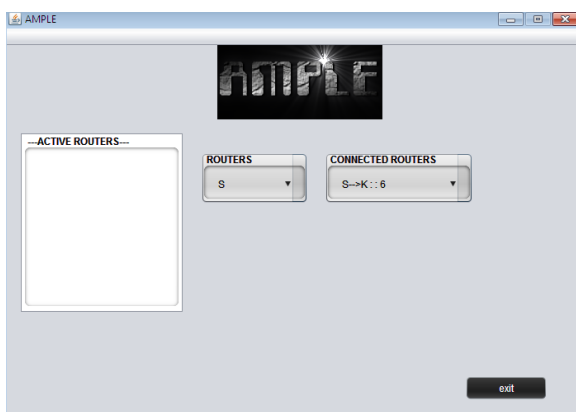 AMPLE
AMPLE
---ACTIVE ROUTERS---
ROUTERS
S
CONNECTED ROUTERS
S-->K : : 6
exit